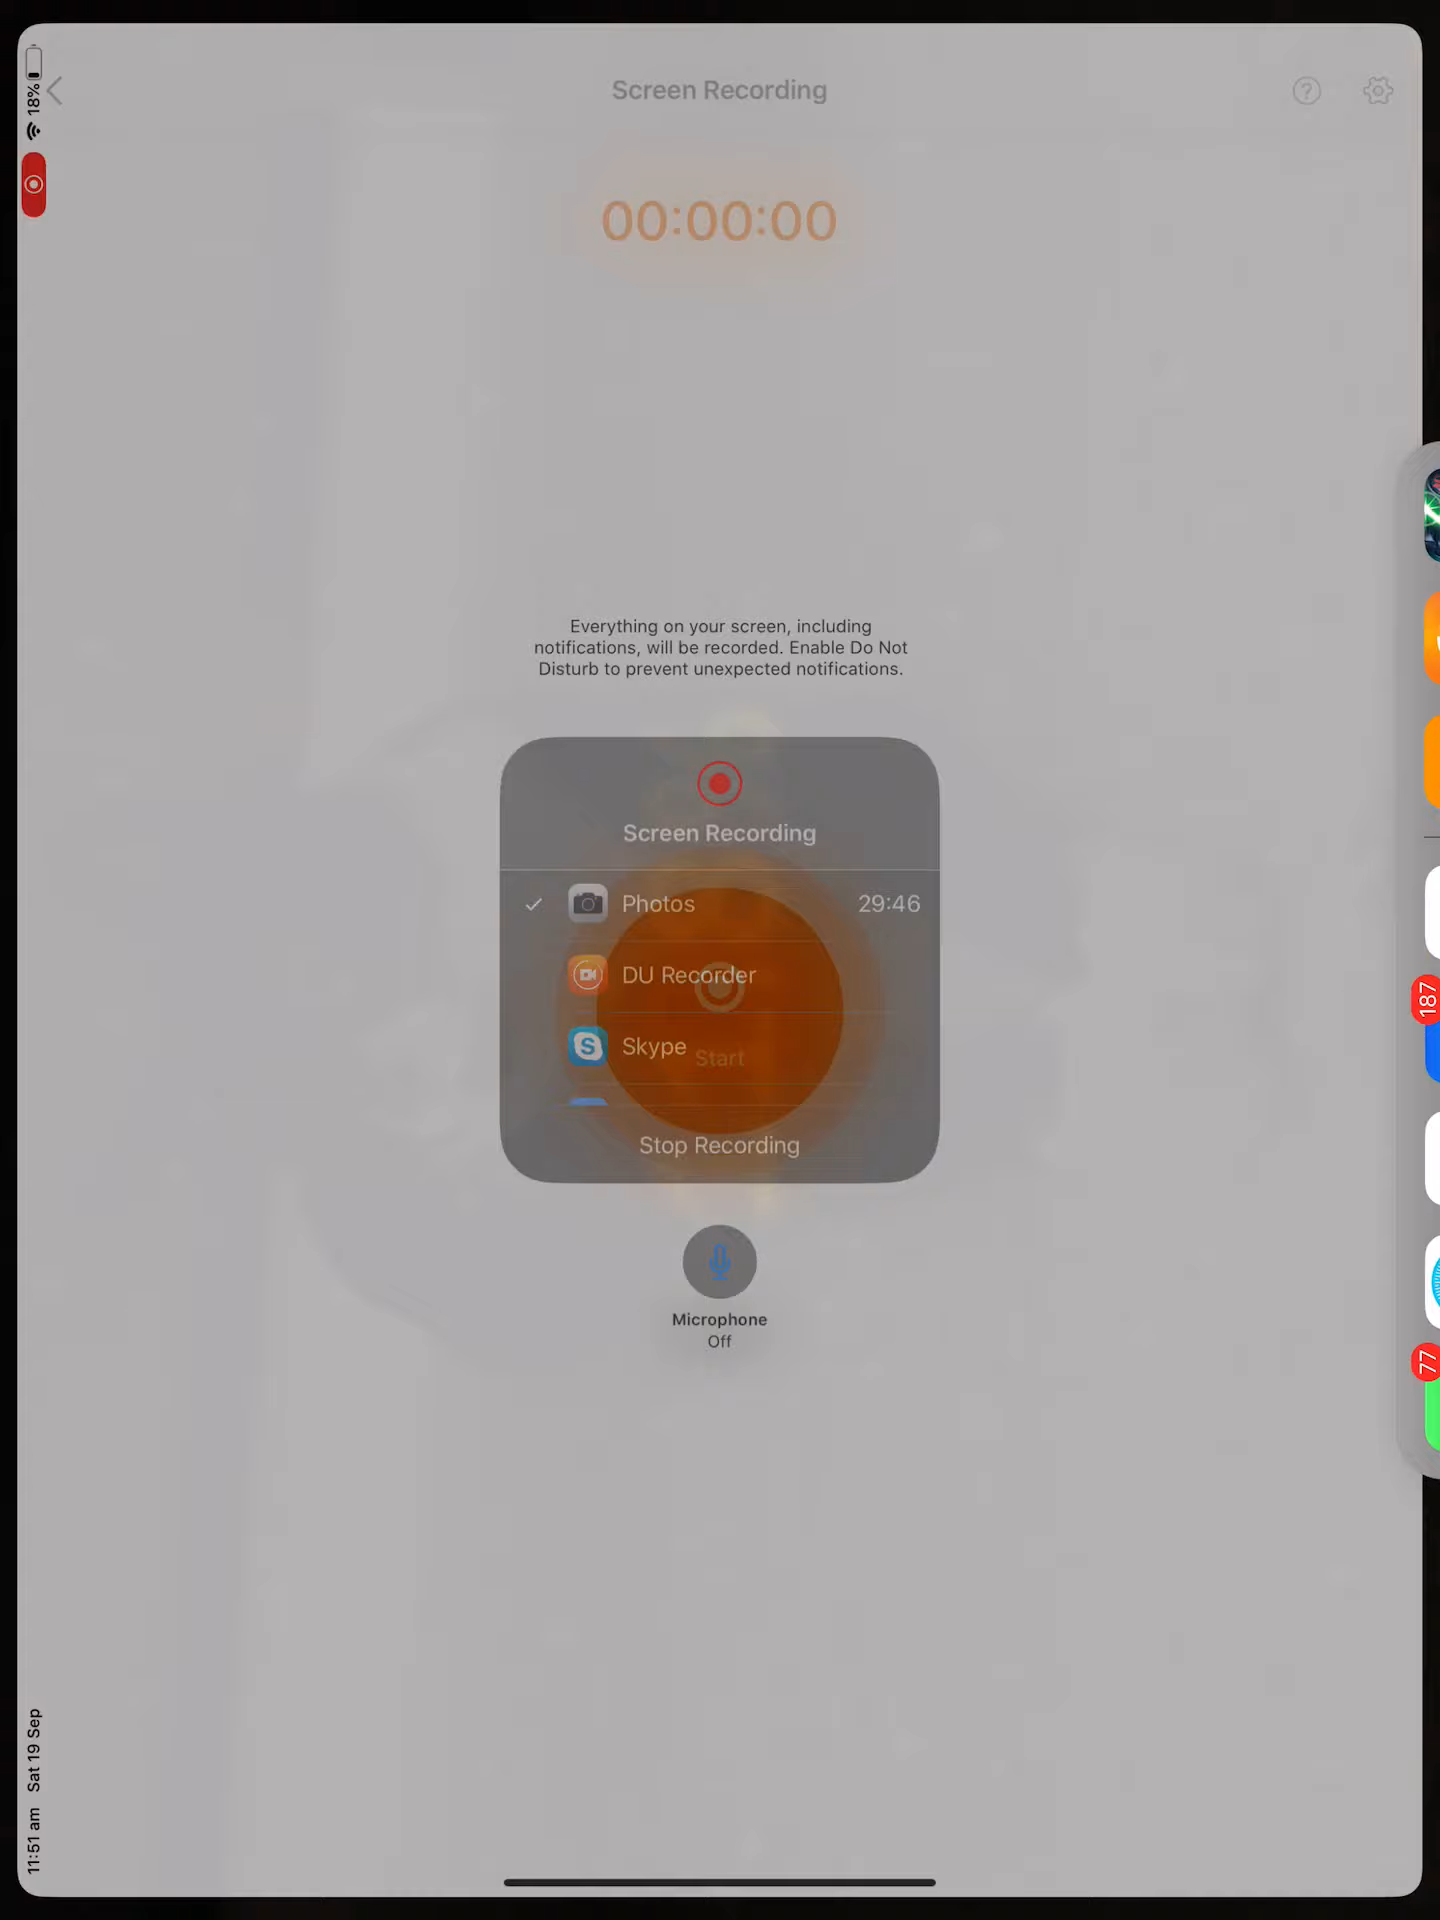 18%
Screen Recording
00:00:00
Everything on your screen, including
notifications, will be recorded. Enable Do Not
Disturb to prevent unexpected notifications.
Screen Recording
Photos 29:46
DU Recorder
Skype
Start
Stop Recording
Microphone
Off
187
77
11:51 am Sat 19 Sep